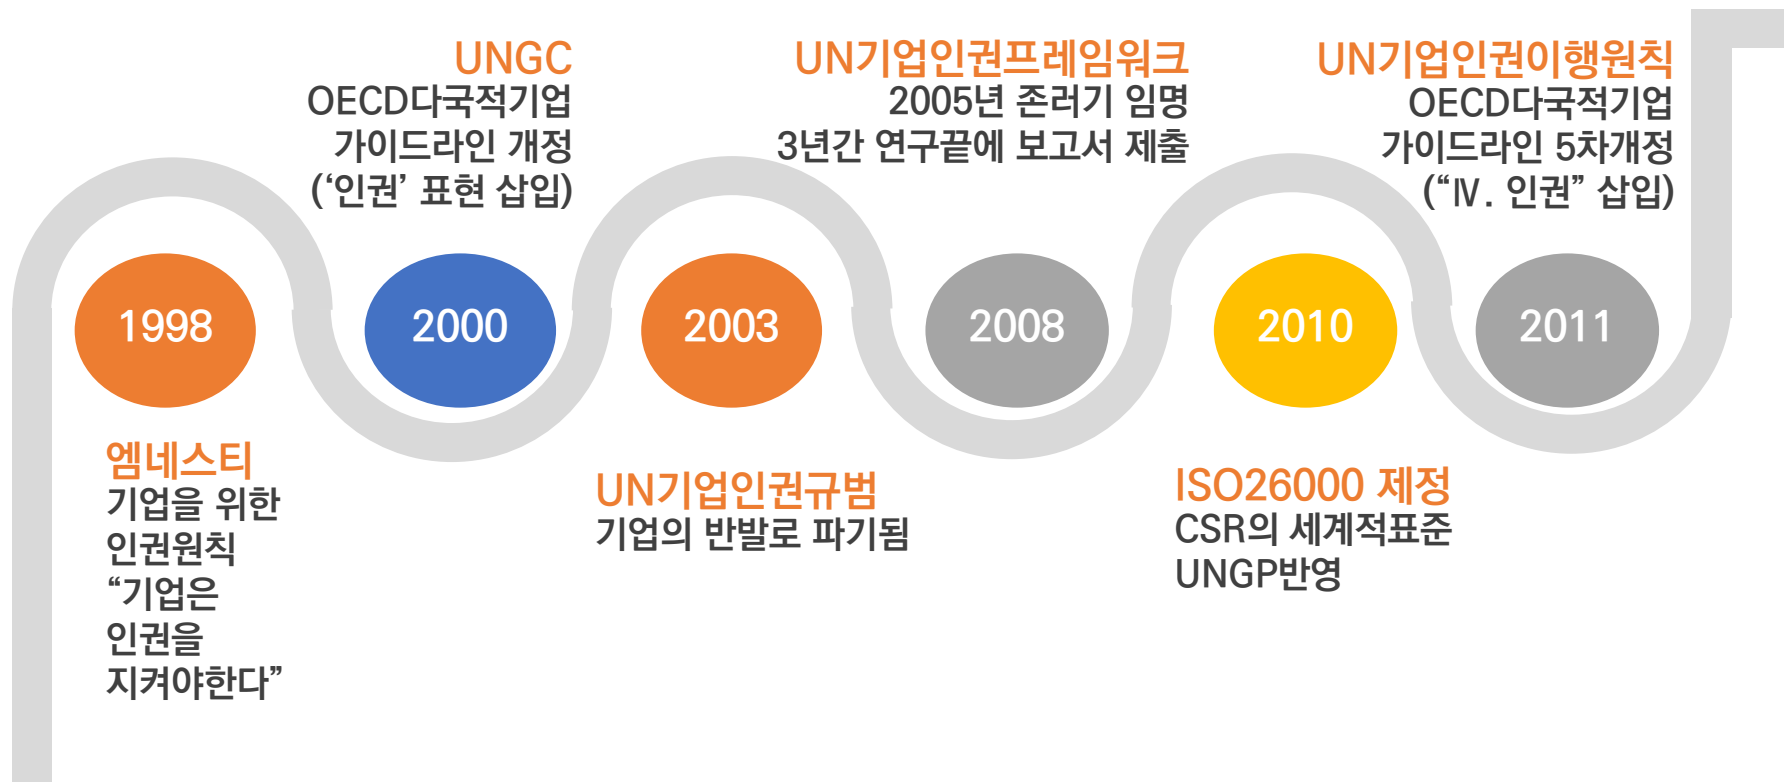 1998
엠네스티
기업을 위한
인권원칙
“기업은
인권을
지켜야한다”
UNGC
OECD다국적기업
가이드라인 개정
(‘인권’ 표현 삽입)
2000
2003
UN기업인권규범
기업의 반발로 파기됨
UN기업인권프레임워크
2005년 존러기 임명
3년간 연구끝에 보고서 제출
2008
2010
ISO26000 제정
CSR의 세계적표준
UNGP반영
UN기업인권이행원칙
OECD다국적기업
가이드라인 5차개정
(“Ⅳ. 인권” 삽입)
2011